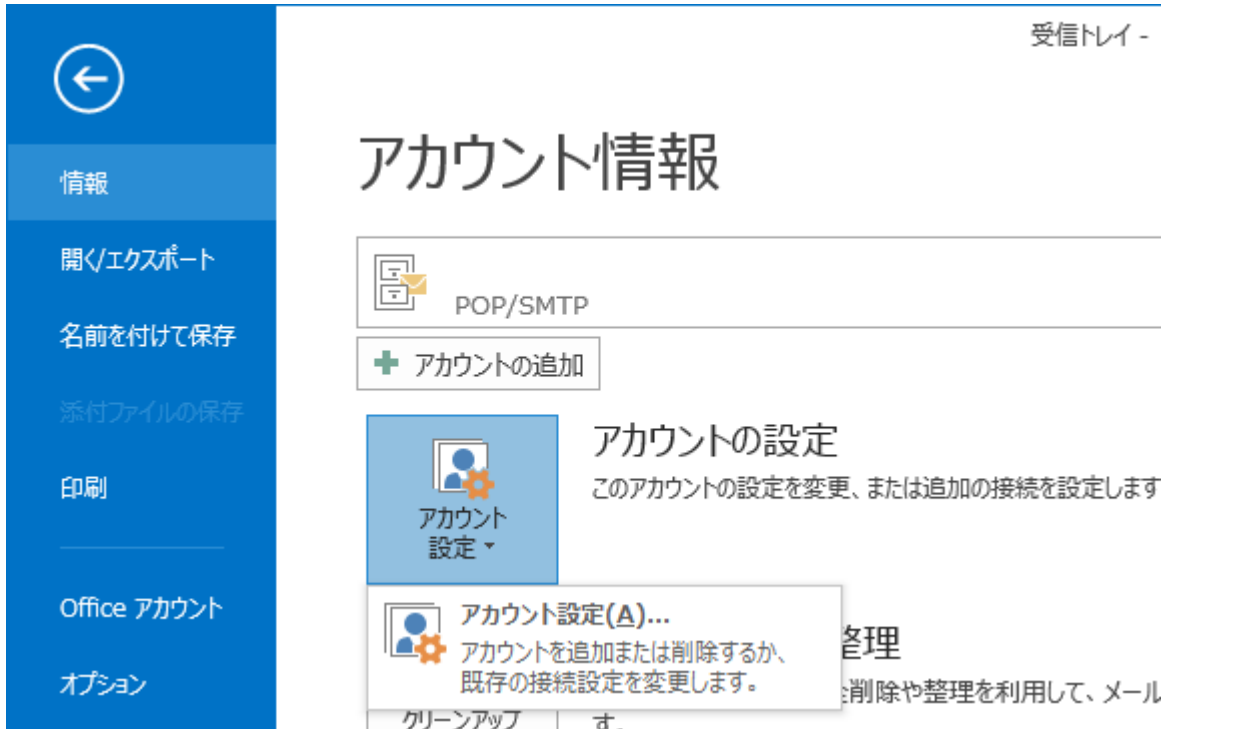 受信トレイ -
アカウント情報
情報
開く/エクスポート
名前を付けて保存
添付ファイルの保存
印刷
Office アカウント
オプション
POP/SMTP
アカウントの追加
アカウント
設定
アカウントの設定
このアカウントの設定を変更、または追加の接続を設定します
アカウント設定(A)...
アカウントを追加または削除するか、
既存の接続設定を変更します。
整理
削除や整理を利用して、メール
クリーンアップ
す。